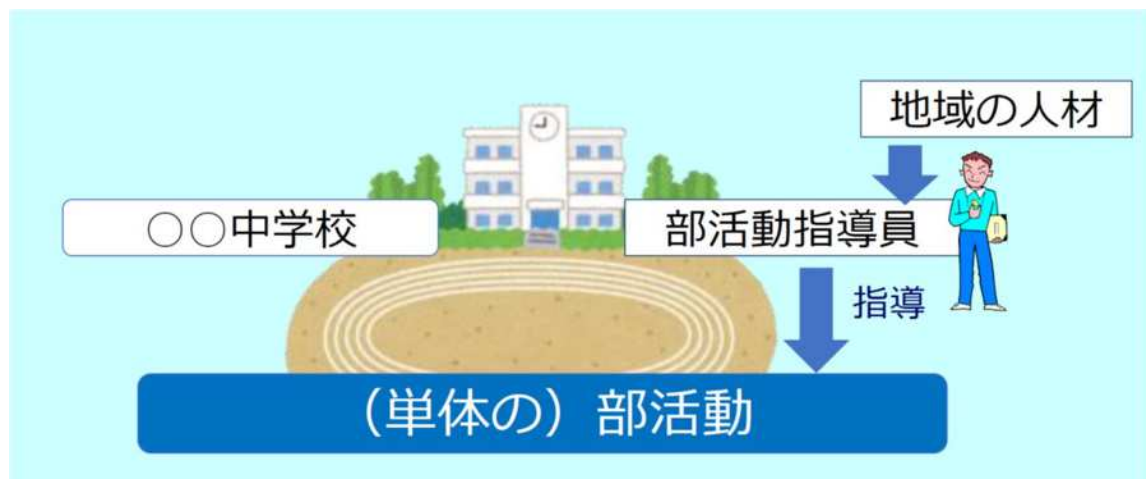 地域の人材
○○中学校
部活動指導員
指導
(単体の)部活動